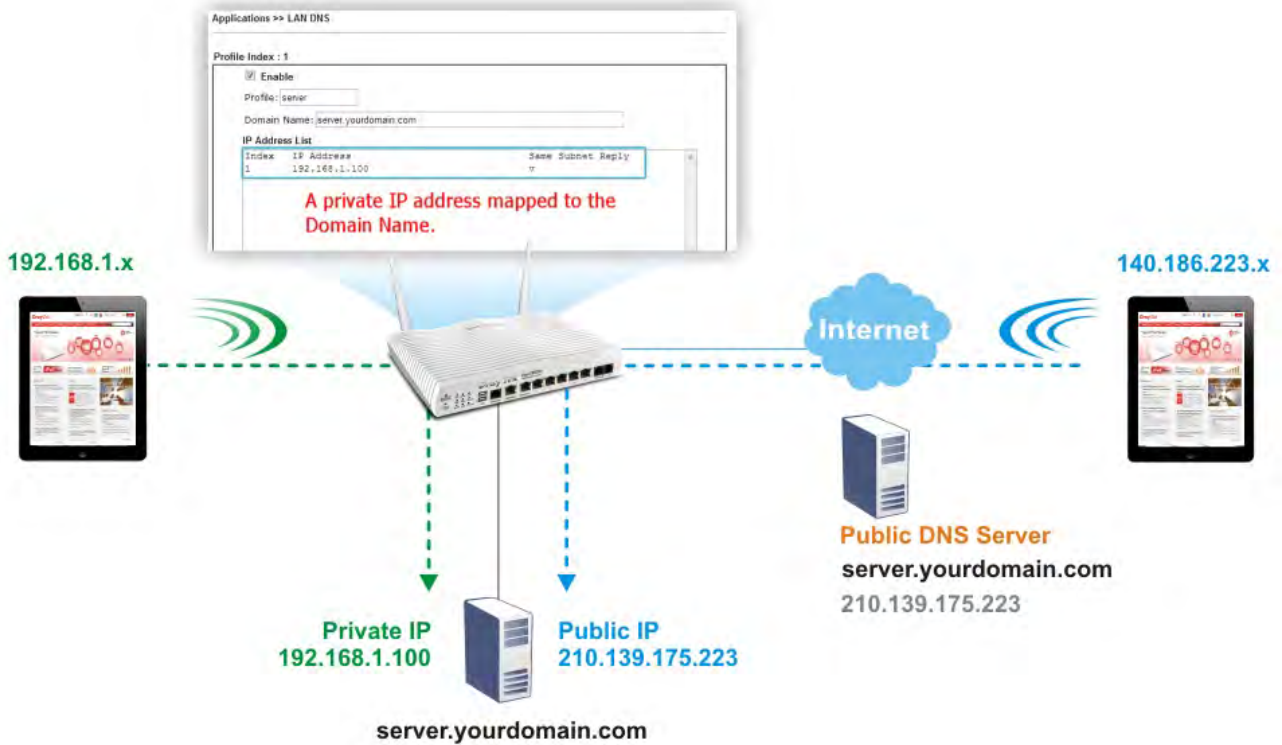 Applications >> LAN DNS
Profile Index : 1
Enable
Profile: server
Domain Name: server.yourdomain.com
IP Address List
Index IP Address Same Subnet Reply
1 192.168.1.100 v
A private IP address mapped to the
Domain Name.
192.168.1.x
140.186.223.x
Internet
Public DNS Server
server.yourdomain.com
210.139.175.223
Private IP
192.168.1.100
Public IP
210.139.175.223
server.yourdomain.com